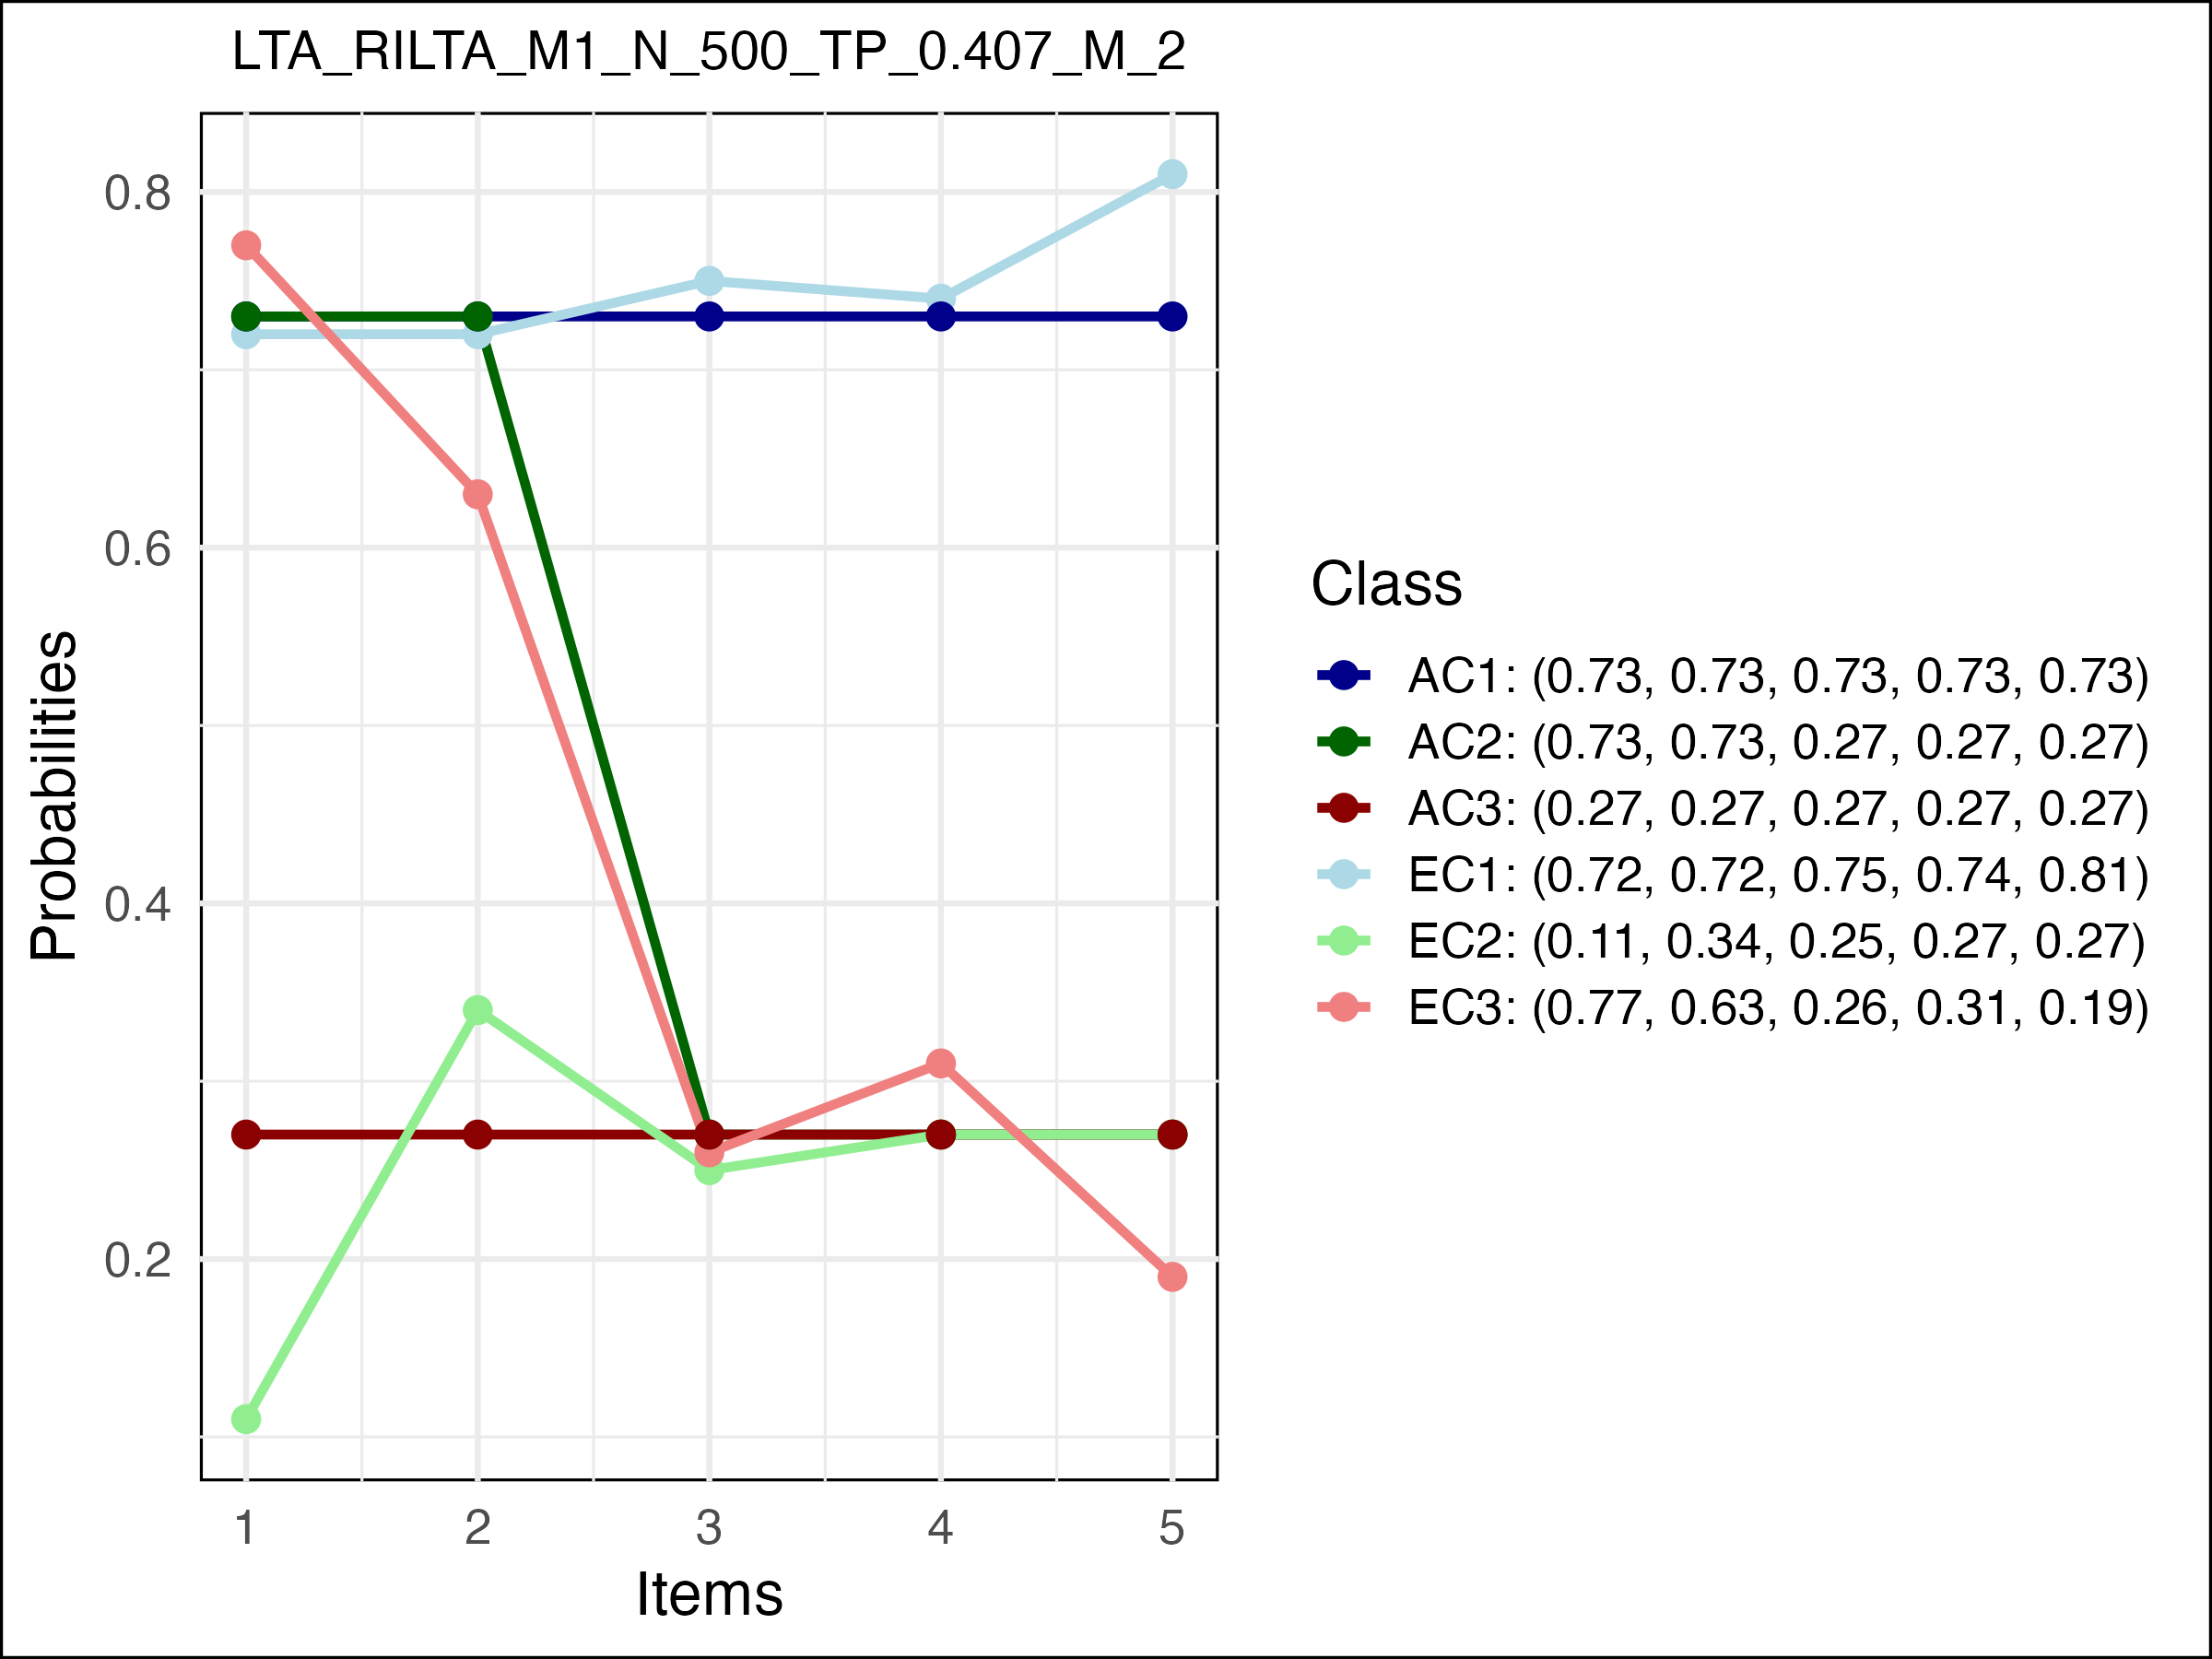 LTA_RILTA_M1_N_500_TP_0.407_M_2
0.8
0.6
0.4
0.2
Probabilities
1 2 3 4 5
Items
Class
AC1: (0.73, 0.73, 0.73, 0.73, 0.73)
AC2: (0.73, 0.73, 0.27, 0.27, 0.27)
AC3: (0.27, 0.27, 0.27, 0.27, 0.27)
EC1: (0.72, 0.72, 0.75, 0.74, 0.81)
EC2: (0.11, 0.34, 0.25, 0.27, 0.27)
EC3: (0.77, 0.63, 0.26, 0.31, 0.19)